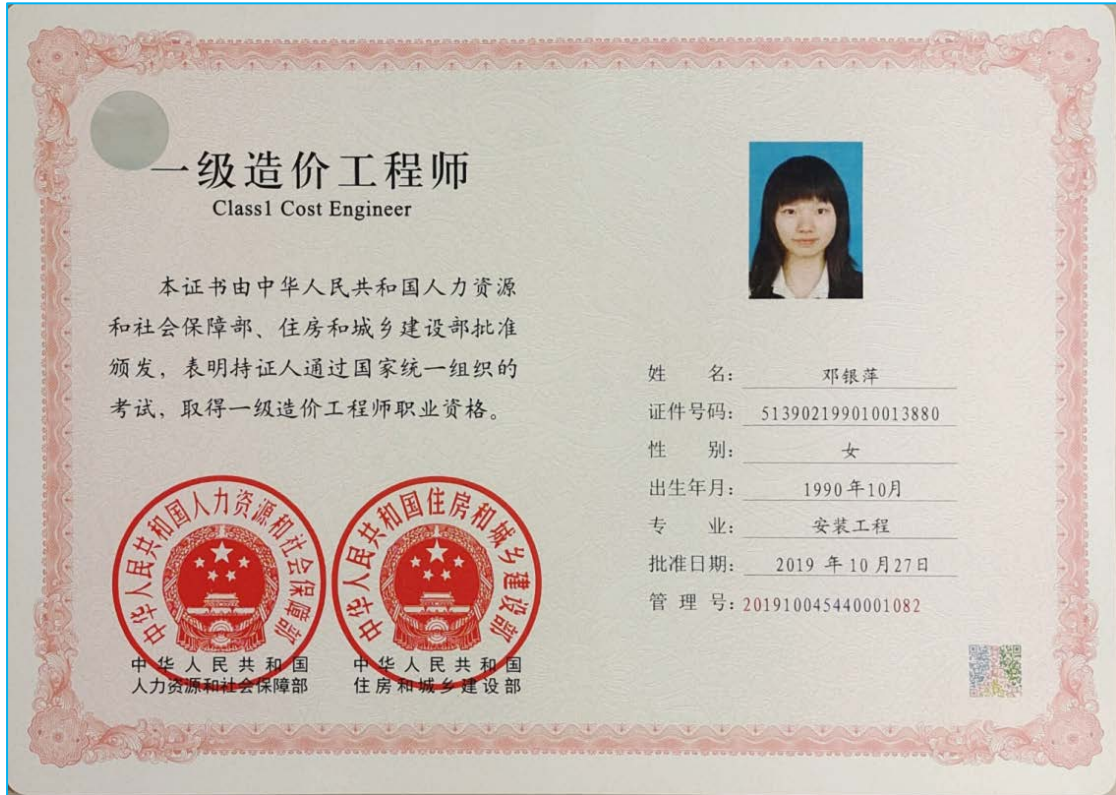 一级造价工程师
Class1 Cost Engineer
本证书由中华人民共和国人力资源
和社会保障部、住房和城乡建设部批准
颁发，表明持证人通过国家统一组织的
考试，取得一级造价工程师职业资格。
中华人民共和国人力资源和社会保障部
中华人民共和国住房和城乡建设部
中华人民共和国
人力资源和社会保障部
中华人民共和国
住房和城乡建设部
姓 名： 邓银萍
证件号码： 513902199010013880
性 别： 女
出生年月： 1990年10月
专 业： 安装工程
批准日期： 2019 年 10 月27日
管 理 号：201910045440001082